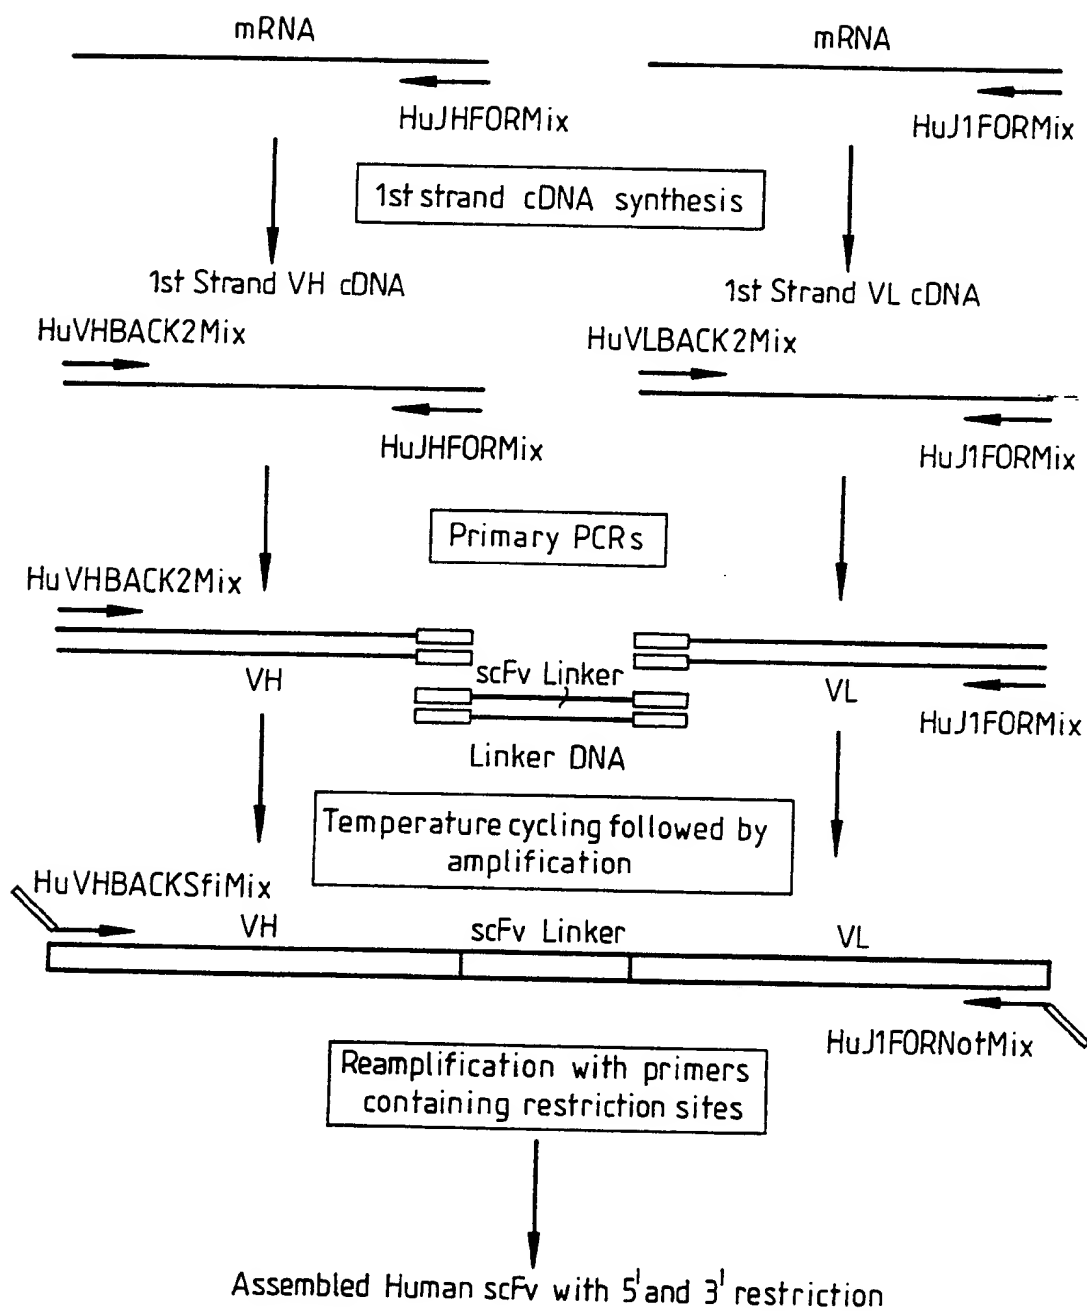 mRNA
mRNA
HuJHFORMix
HuJ1FORMix
1st strand cDNA synthesis
1st Strand VH cDNA
1st Strand VL cDNA
HuVHBACK2Mix
HuVLBACK2Mix
HuJHFORMix
HuJ1FORMix
Primary PCRs
HuVHBACK2Mix
VH
scFv Linker
VL
HuJ1FORMix
Linker DNA
Temperature cycling followed by
amplification
HuVHBACKSfiMix
VH
scFv Linker
VL
HuJ1FORNotMix
Reamplification with primers
containing restriction sites
Assembled Human scFv with 5' and 3' restriction